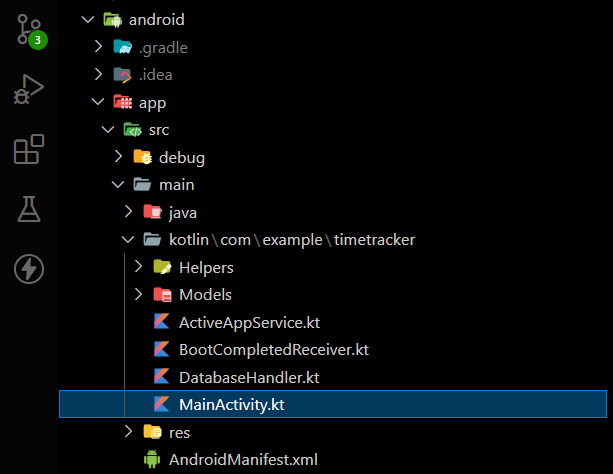 android
.gradle
3
.idea
app
src
debug
main
java
kotlin\com\example\timetracker
Helpers
Models
ActiveAppService.kt
BootCompletedReceiver.kt
DatabaseHandler.kt
MainActivity.kt
res
AndroidManifest.xml